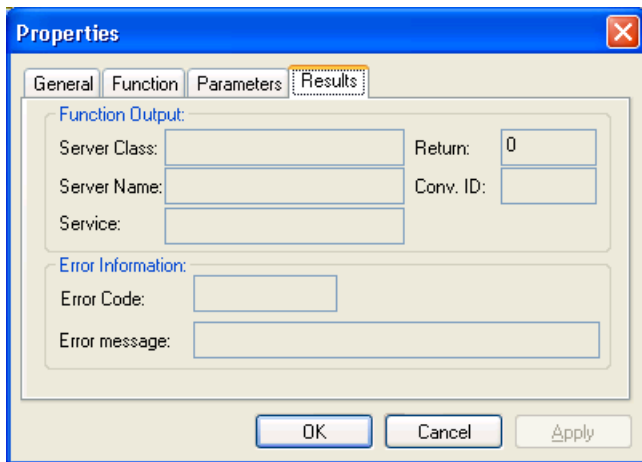 Properties
General Function Parameters Results
Function Output:
Server Class: Return: 0
Server Name: Conv. ID:
Service:
Error Information:
Error Code:
Error message:
OK Cancel Apply